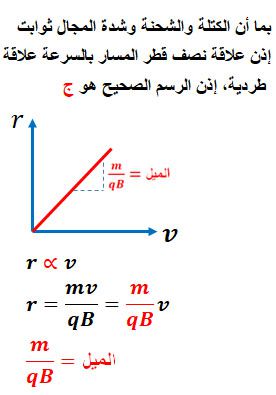 بما أن الكتلة والشحنة وشدة المجال ثوابت
إذن علاقة نصف قطر المسار بالسرعة علاقة
طردية، إذن الرسم الصحيح هو ج
r
الميل = m/qB
v
r ∝ v
r = mv/qB = m/qB v
الميل = m/qB